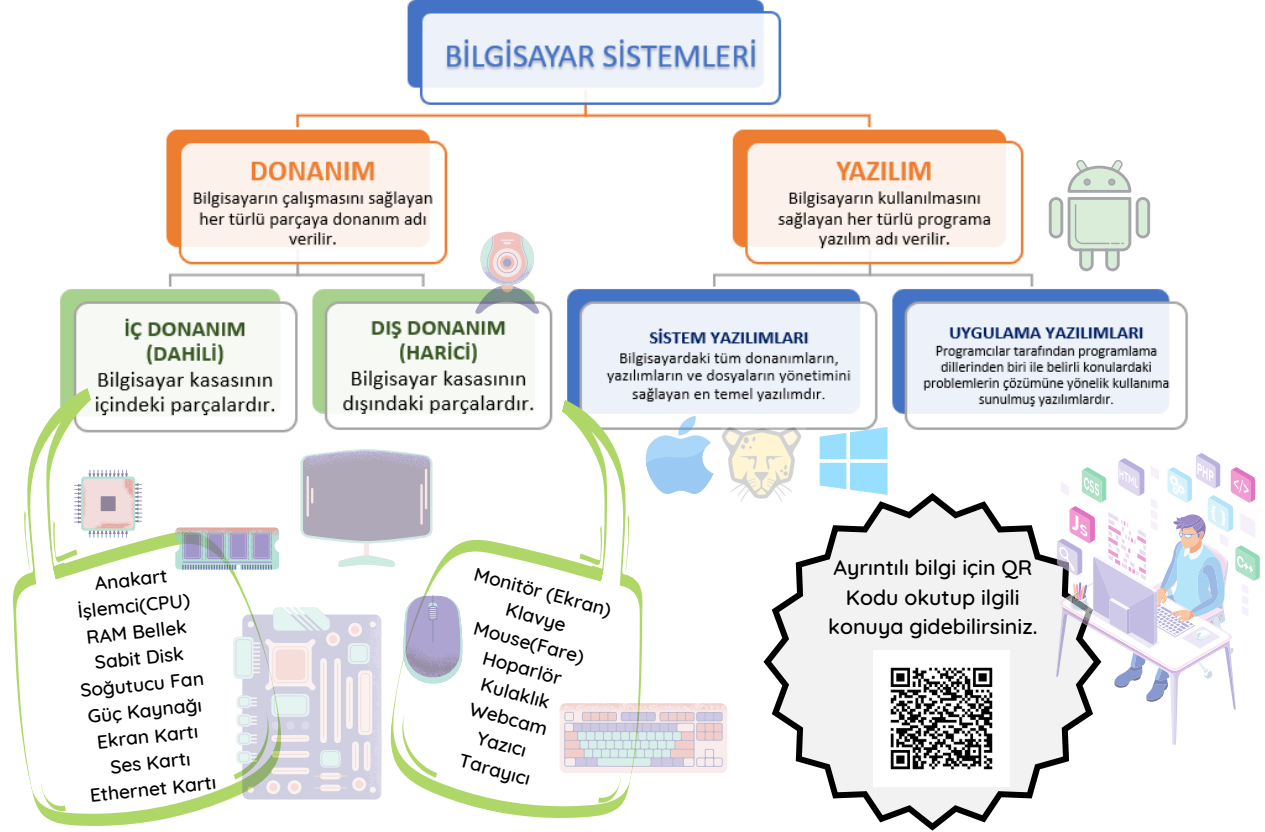 BİLGİSAYAR SİSTEMLERİ
DONANIM
Bilgisayarın çalışmasını sağlayan
her türlü parçaya donanım adı
verilir.
YAZILIM
Bilgisayarın kullanılmasını
sağlayan her türlü programa
yazılım adı verilir.
İÇ DONANIM
(DAHİLİ)
Bilgisayar kasasının
içindeki parçalardır.
DIŞ DONANIM
(HARİCİ)
Bilgisayar kasasının
dışındaki parçalardır.
SİSTEM YAZILIMLARI
Bilgisayardaki tüm donanımların,
yazılımların ve dosyaların yönetimini
sağlayan en temel yazılımdır.
UYGULAMA YAZILIMLARI
Programcılar tarafından programlama
dillerinden biri ile belirli konulardaki
problemlerin çözümüne yönelik kullanıma
sunulmuş yazılımlardır.
Anakart
İşlemci(CPU)
RAM Bellek
Sabit Disk
Soğutucu Fan
Güç Kaynağı
Ekran Kartı
Ses Kartı
Ethernet Kartı
Monitör (Ekran)
Klavye
Mouse(Fare)
Hoparlör
Kulaklık
Webcam
Yazıcı
Tarayıcı
Ayrıntılı bilgi için QR
Kodu okutup ilgili
konuya gidebilirsiniz.
CSS
HTML
PHP
</>
{ }
Js
C++